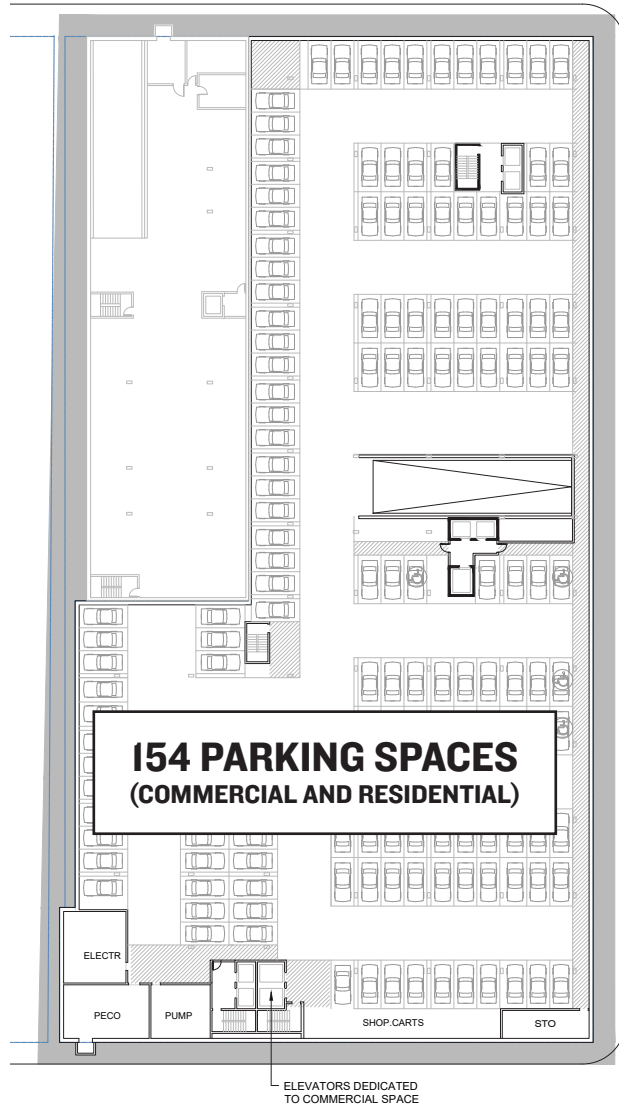 154 PARKING SPACES
(COMMERCIAL AND RESIDENTIAL)
ELECTR
PECO
PUMP
SHOP.CARTS
STO
ELEVATORS DEDICATED
TO COMMERCIAL SPACE